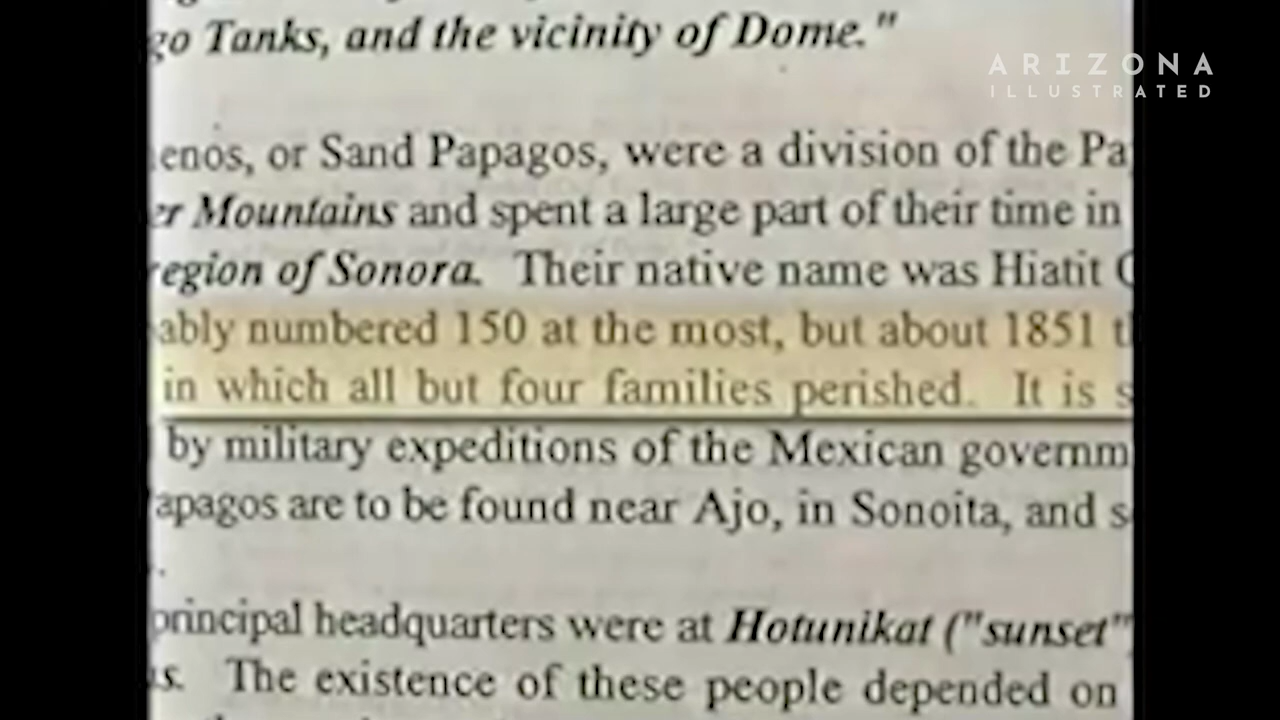 go Tanks, and the vicinity of Dome."
ARIZONA
ILLUSTRATED
enos, or Sand Papagos, were a division of the Pa
er Mountains and spent a large part of their time in
region of Sonora. Their native name was Hiatit
ably numbered 150 at the most, but about 1851 t
in which all but four families perished. It is s
by military expeditions of the Mexican governm
apagos are to be found near Ajo, in Sonoita, and s
principal headquarters were at Hotunikat ("sunset"
s. The existence of these people depended on